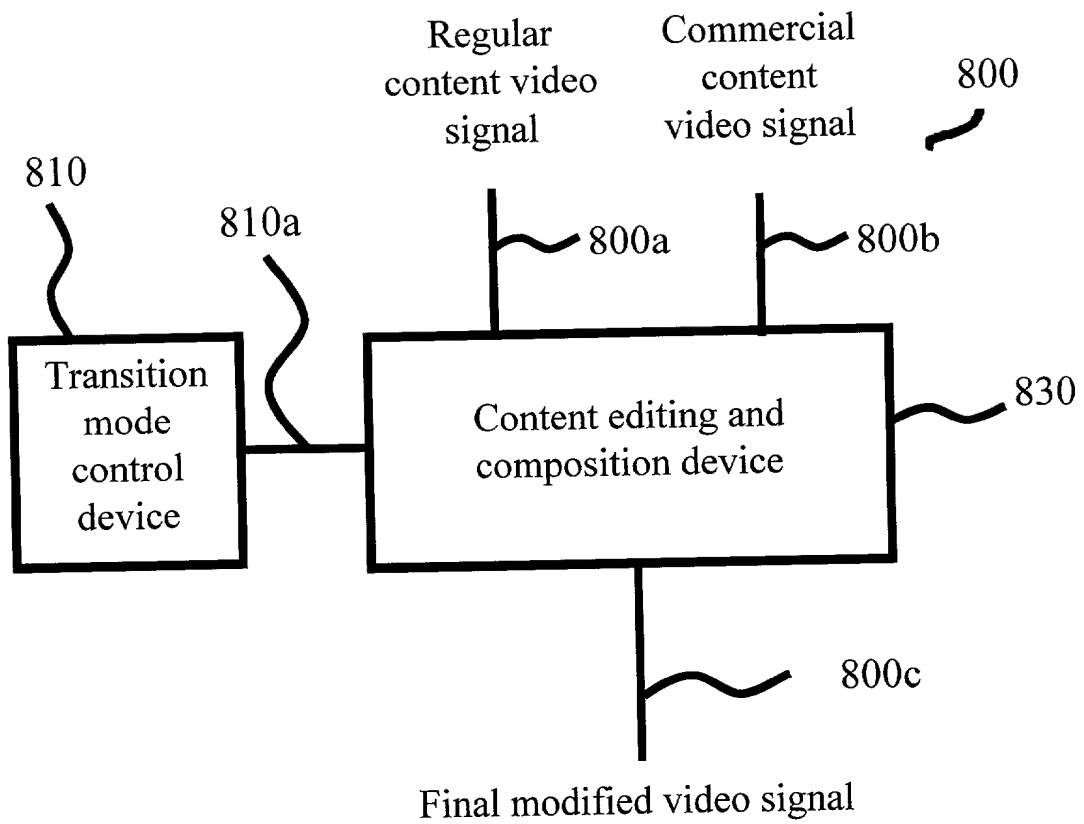 Regular
content video
signal
Commercial
content
video signal
800
810
810a
800a
800b
Transition
mode
control
device
Content editing and
composition device
830
800c
Final modified video signal